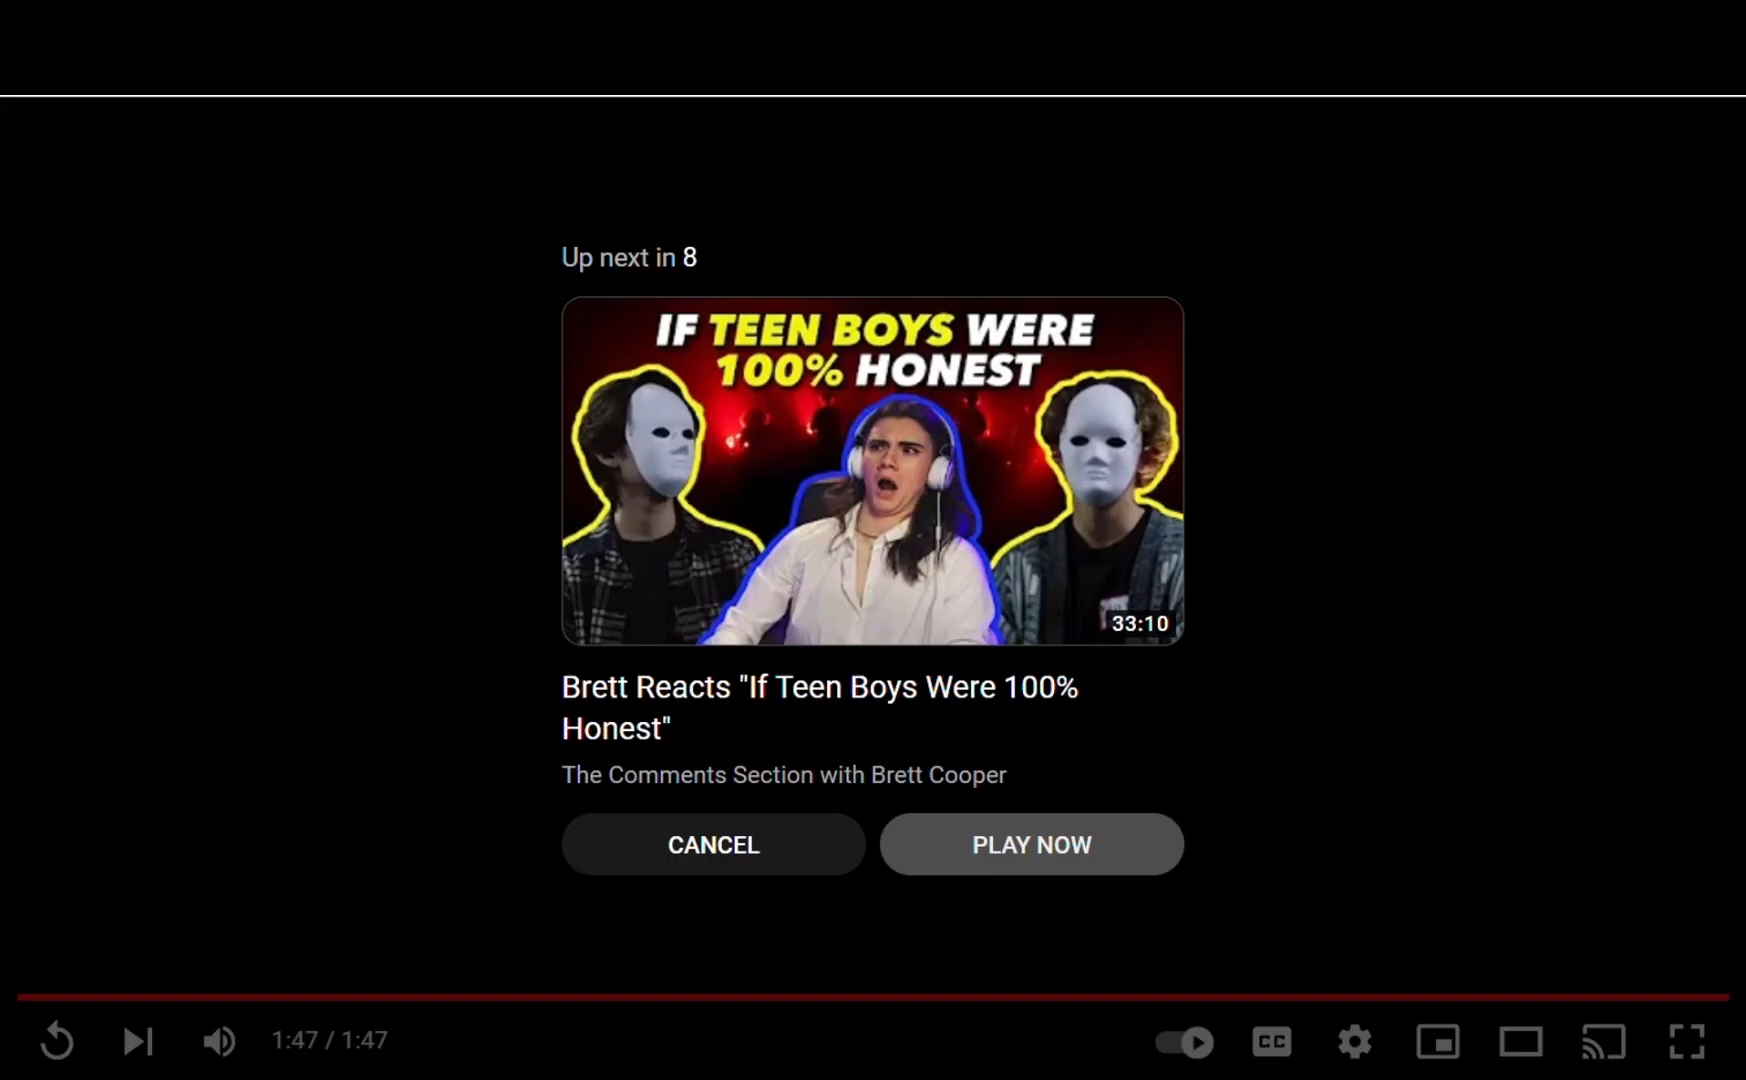 Up next in 8
IF TEEN BOYS WERE
100% HONEST
33:10
Brett Reacts "If Teen Boys Were 100%
Honest"
The Comments Section with Brett Cooper
CANCEL
PLAY NOW
1:47 / 1:47
CC